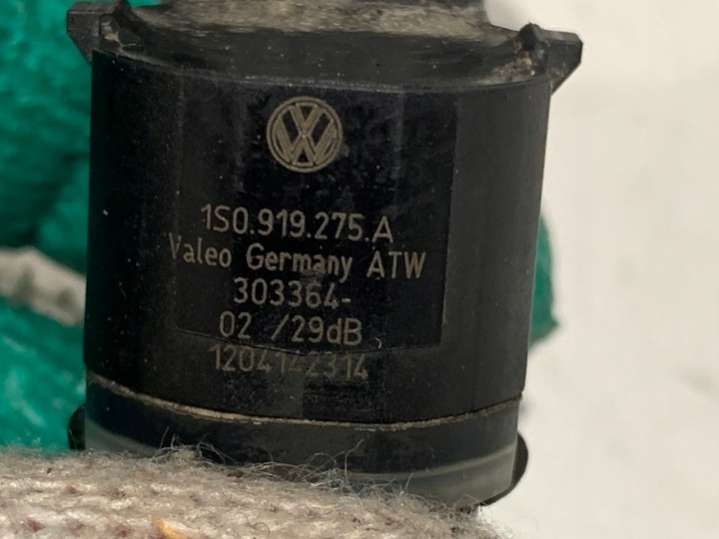 1S0.919.275.A
Valeo Germany ATW
303364-
02 /29dB
1204142314